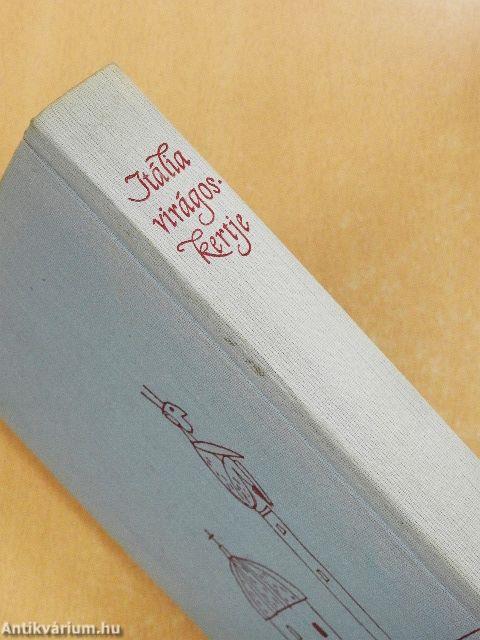 Itália
virágos-
kertje
Antikvárium.hu